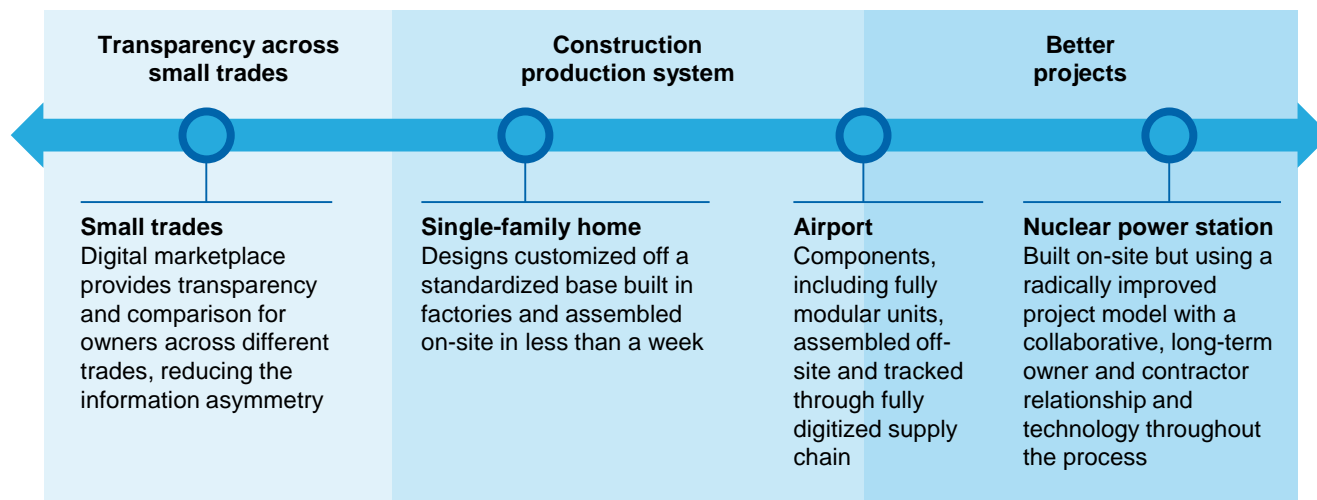 Transparency across
small trades
Construction
production system
Better
projects
Small trades
Digital marketplace
provides transparency
and comparison for
owners across different
trades, reducing the
information asymmetry
Single-family home
Designs customized off a
standardized base built in
factories and assembled
on-site in less than a week
Airport
Components,
including fully
modular units,
assembled off-
site and tracked
through fully
digitized supply
chain
Nuclear power station
Built on-site but using a
radically improved
project model with a
collaborative, long-term
owner and contractor
relationship and
technology throughout
the process